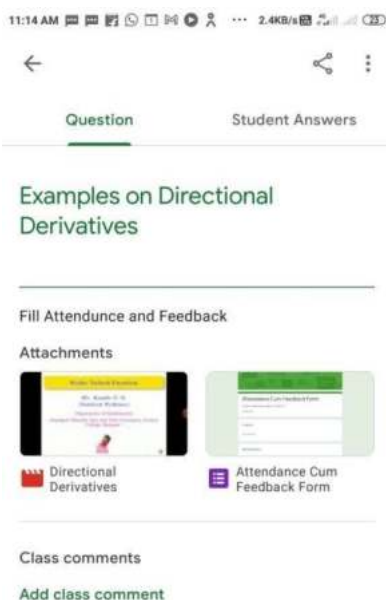 11:14 AM ... 2.4KB/s 23
Question Student Answers
Examples on Directional
Derivatives
Fill Attendunce and Feedback
Attachments
Directional
Derivatives
Attendance Cum
Feedback Form
Class comments
Add class comment